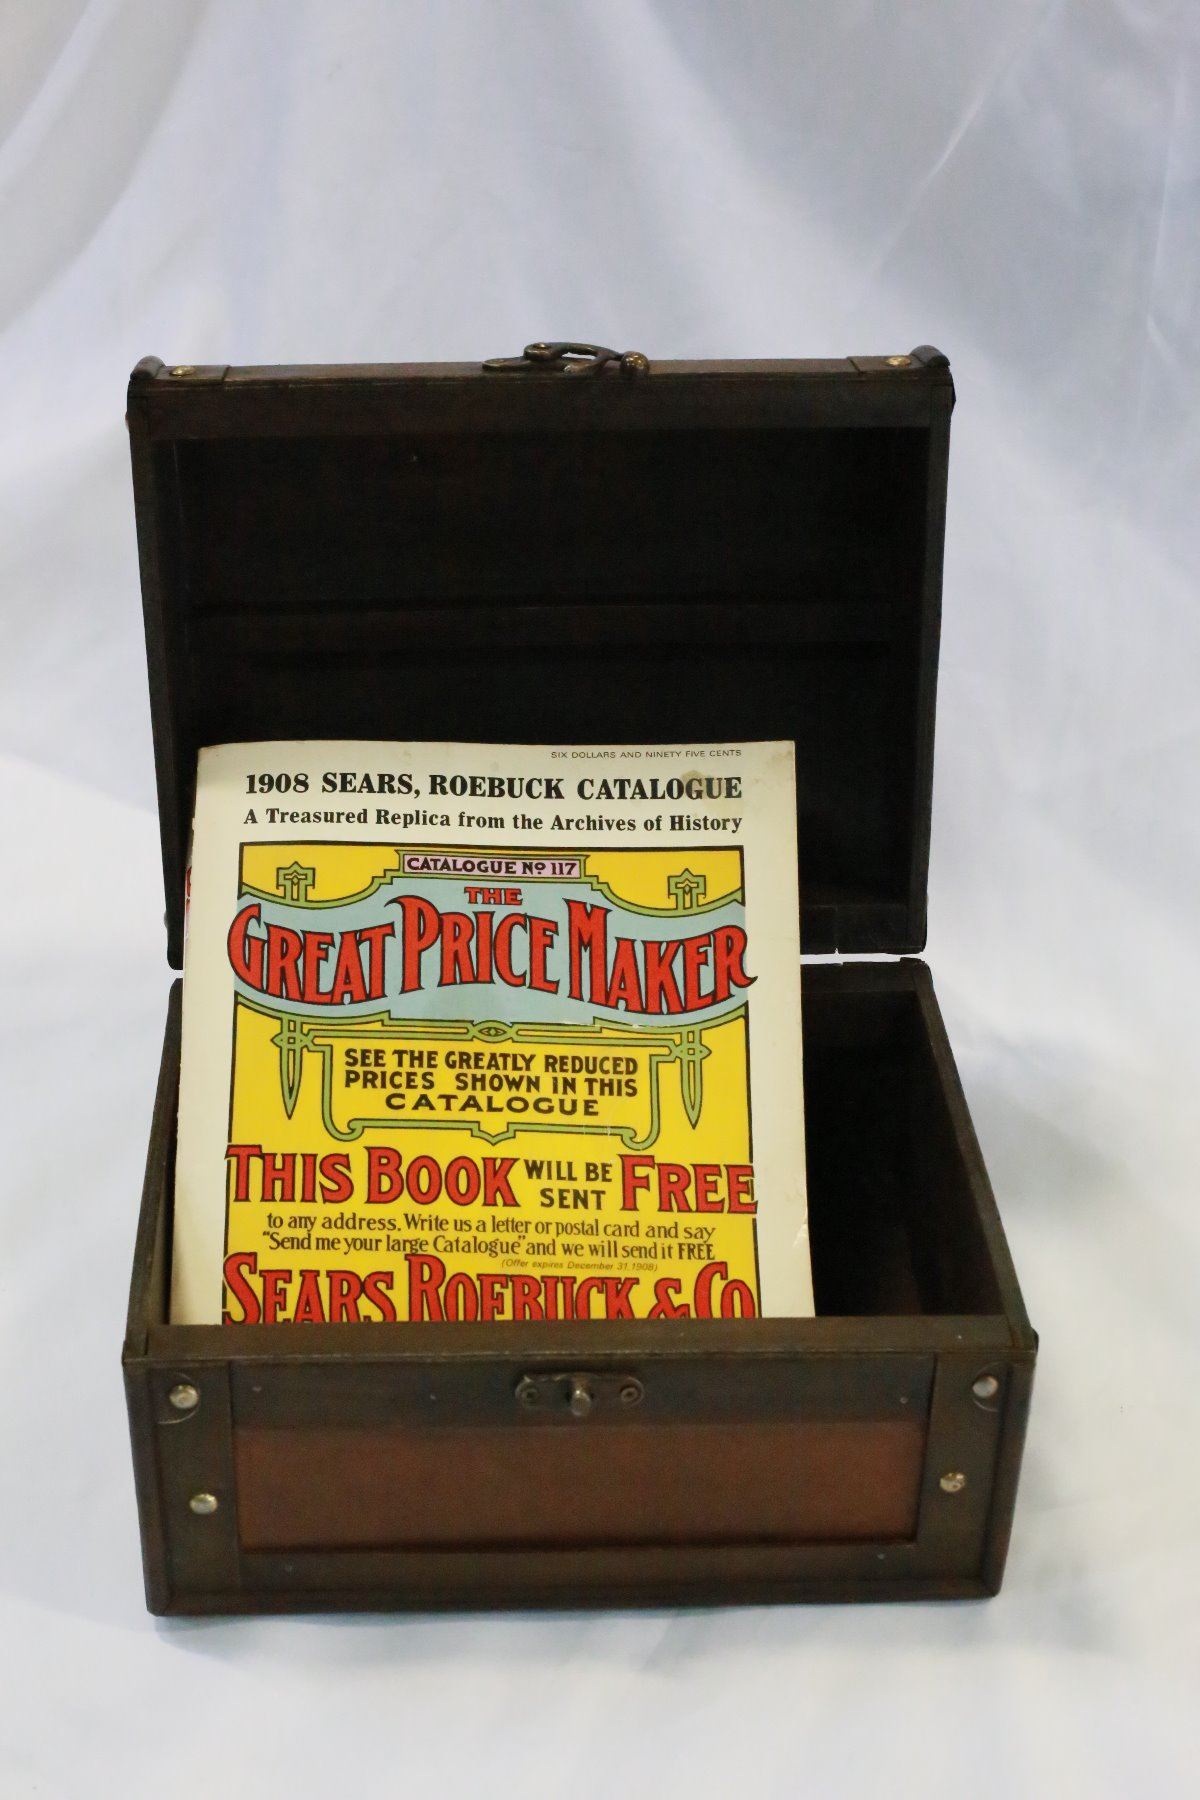 SIX DOLLARS AND NINETY FIVE CENTS
1908 SEARS, ROEBUCK CATALOGUE
A Treasured Replica from the Archives of History
CATALOGUE No 117
THE
GREAT PRICE MAKER
SEE THE GREATLY REDUCED
PRICES SHOWN IN THIS
CATALOGUE
THIS BOOK WILL BE SENT FREE
to any address. Write us a letter or postal card and say
"Send me your large Catalogue" and we will send it FREE
(Offer expires December 31, 1908)
SEARS ROEBUCK & CO